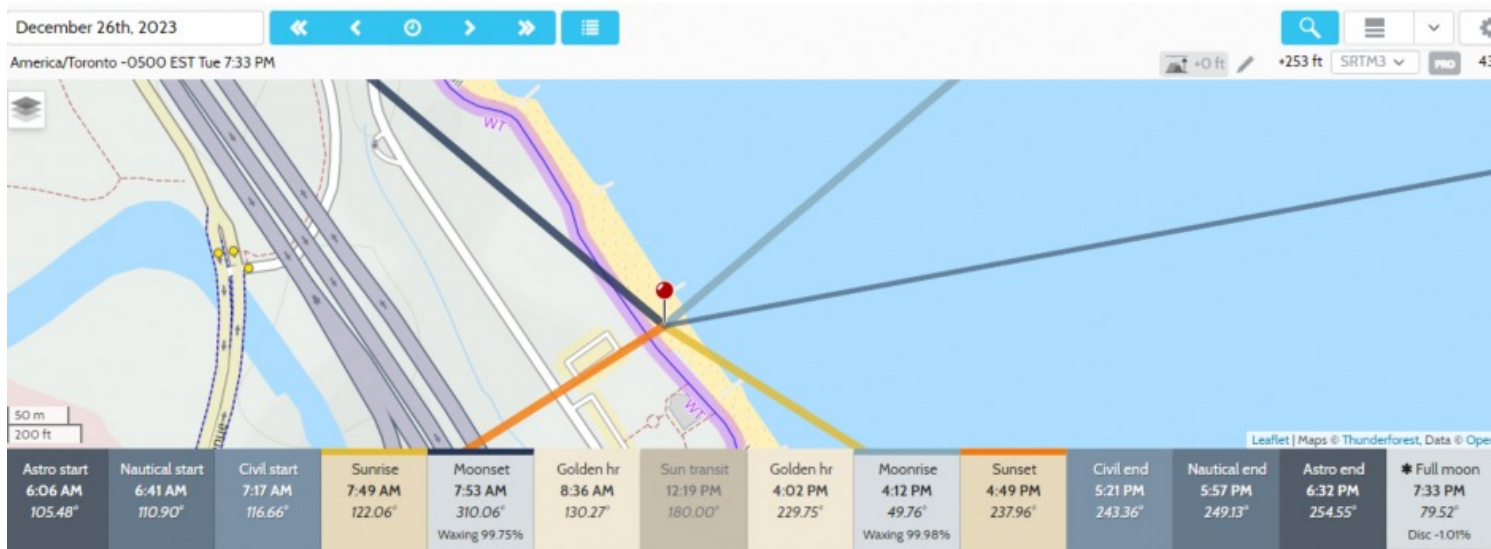 December 26th, 2023
America/Toronto -0500 EST Tue 7:33 PM
+0 ft
+253 ft
SRTM3
PRO
43
WT
WT
50 m
200 ft
Leaflet | Maps © Thunderforest, Data © Ope
Astro start
6:06 AM
105.48°
Nautical start
6:41 AM
110.90°
Civil start
7:17 AM
116.66°
Sunrise
7:49 AM
122.06°
Moonset
7:53 AM
310.06°
Waxing 99.75%
Golden hr
8:36 AM
130.27°
Sun transit
12:19 PM
180.00°
Golden hr
4:02 PM
229.75°
Moonrise
4:12 PM
49.76°
Waxing 99.98%
Sunset
4:49 PM
237.96°
Civil end
5:21 PM
243.36°
Nautical end
5:57 PM
249.13°
Astro end
6:32 PM
254.55°
✱ Full moon
7:33 PM
79.52°
Disc -1.01%